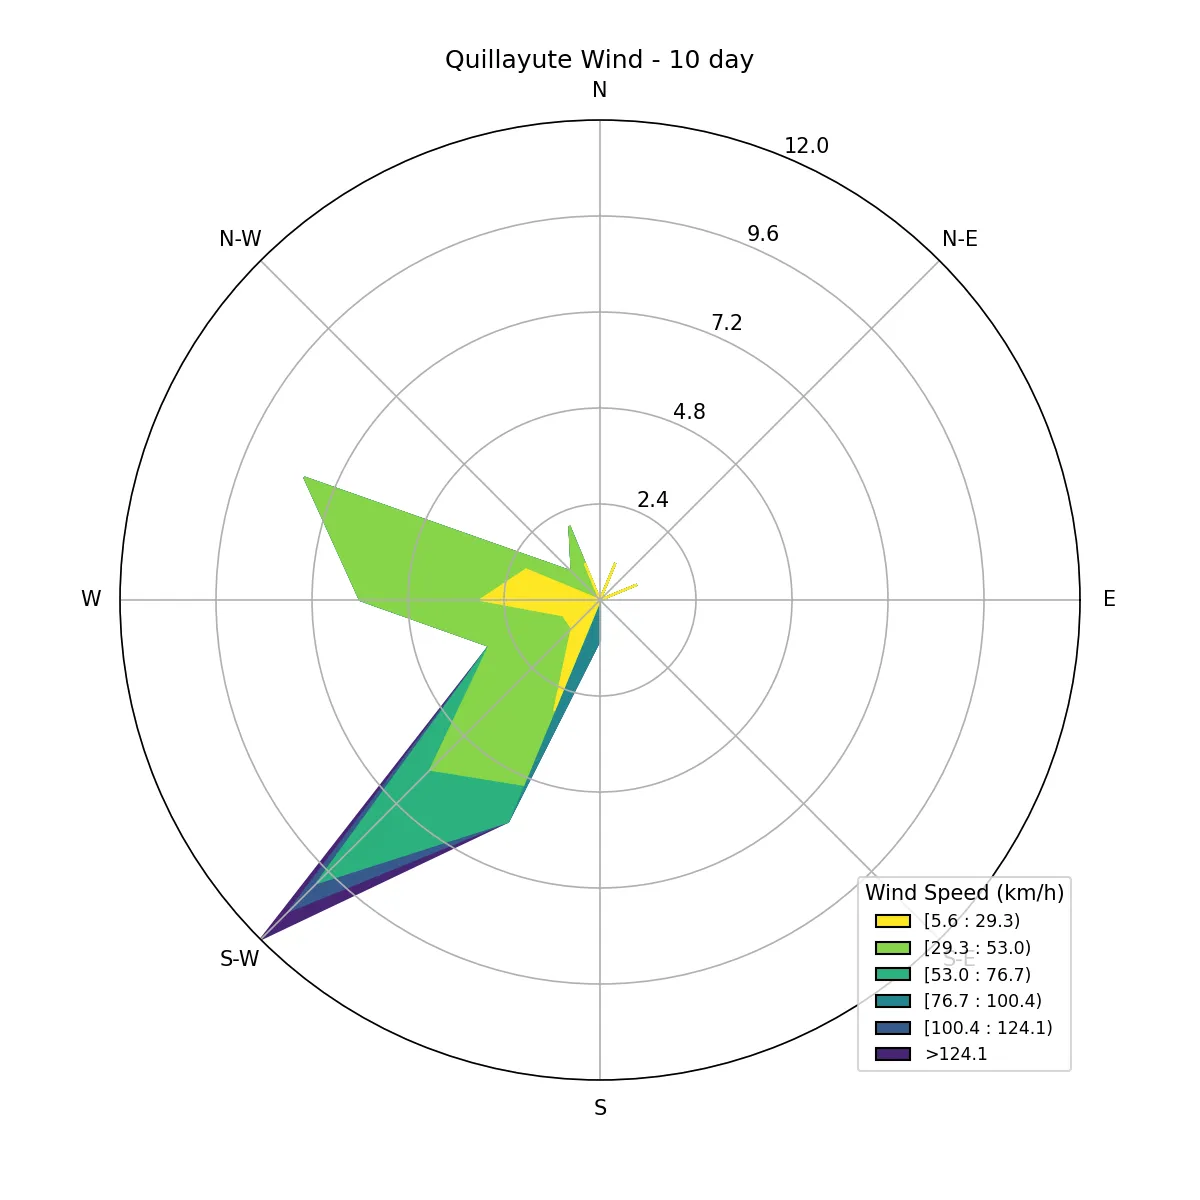 Quillayute Wind - 10 day
N
12.0
N-W
N-E
9.6
7.2
4.8
2.4
W
E
Wind Speed (km/h)
[5.6 : 29.3)
[29.3 : 53.0)
[53.0 : 76.7)
[76.7 : 100.4)
[100.4 : 124.1)
>124.1
S-W
S-E
S